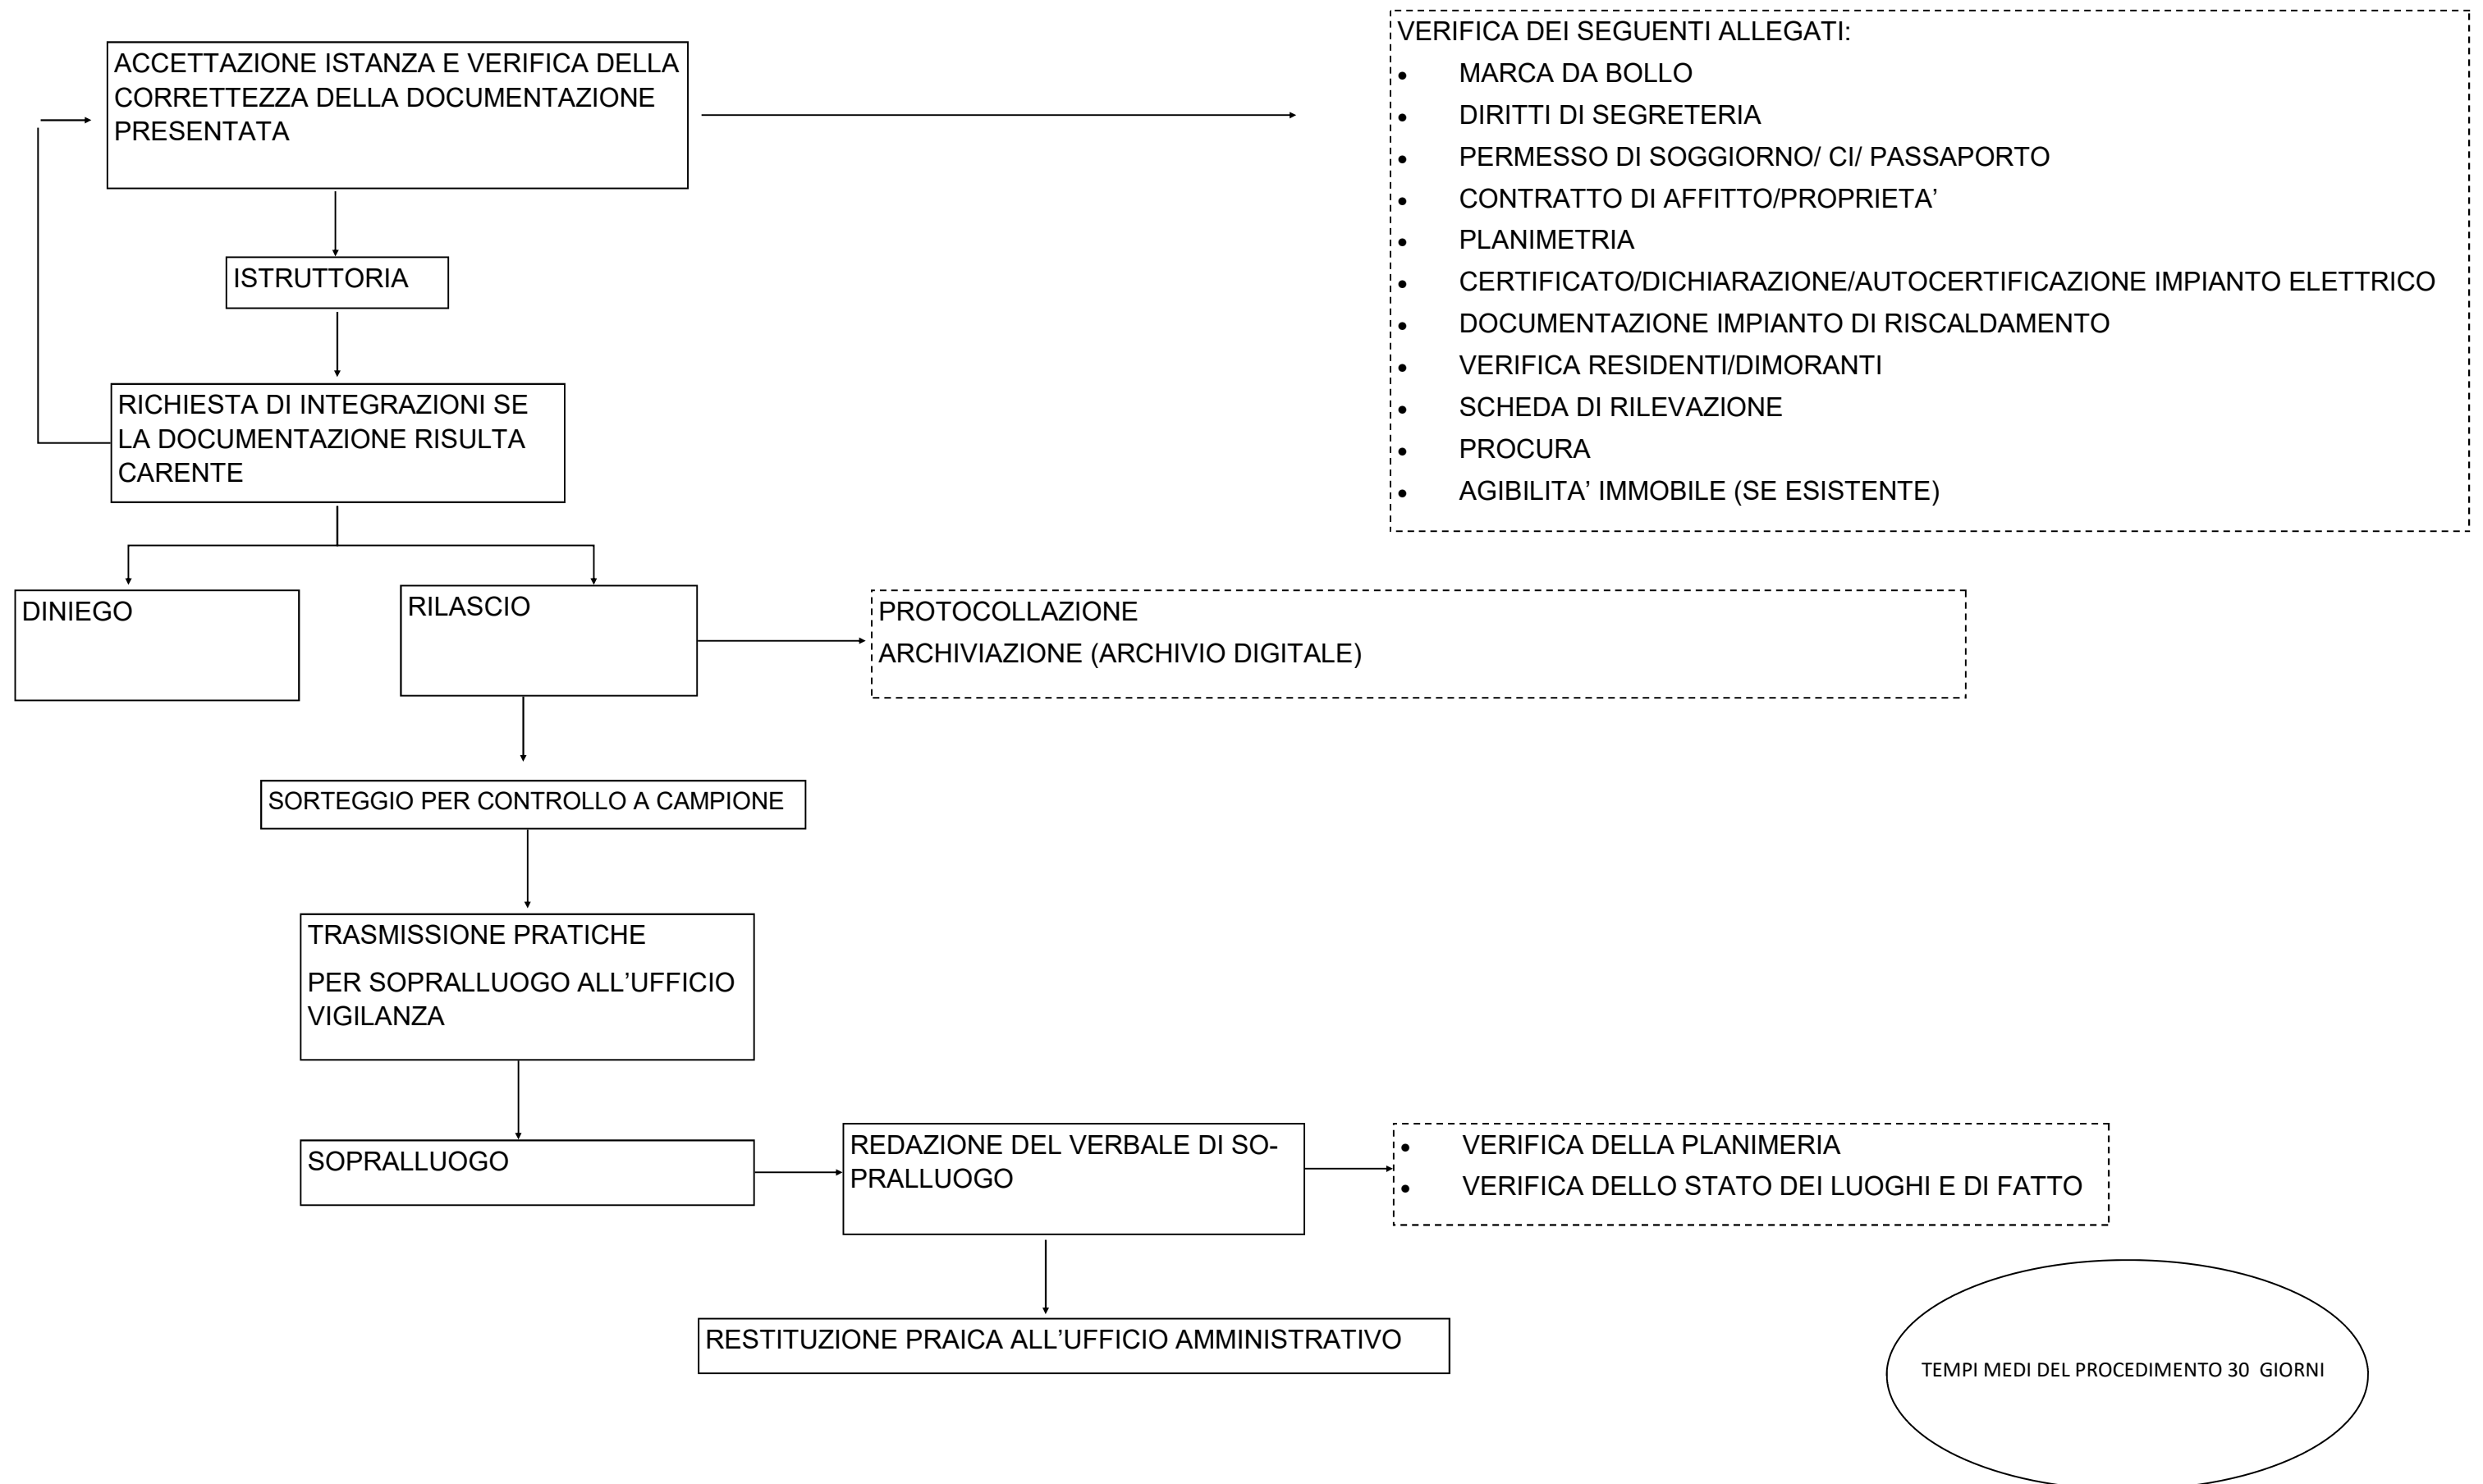 ACCETTAZIONE ISTANZA E VERIFICA DELLA
CORRETTEZZA DELLA DOCUMENTAZIONE
PRESENTATA
VERIFICA DEI SEGUENTI ALLEGATI:
• MARCA DA BOLLO
• DIRITTI DI SEGRETERIA
• PERMESSO DI SOGGIORNO/ CI/ PASSAPORTO
• CONTRATTO DI AFFITTO/PROPRIETA’
• PLANIMETRIA
• CERTIFICATO/DICHIARAZIONE/AUTOCERTIFICAZIONE IMPIANTO ELETTRICO
• DOCUMENTAZIONE IMPIANTO DI RISCALDAMENTO
• VERIFICA RESIDENTI/DIMORANTI
• SCHEDA DI RILEVAZIONE
• PROCURA
• AGIBILITA’ IMMOBILE (SE ESISTENTE)
ISTRUTTORIA
RICHIESTA DI INTEGRAZIONI SE
LA DOCUMENTAZIONE RISULTA
CARENTE
DINIEGO
RILASCIO
PROTOCOLLAZIONE
ARCHIVIAZIONE (ARCHIVIO DIGITALE)
SORTEGGIO PER CONTROLLO A CAMPIONE
TRASMISSIONE PRATICHE
PER SOPRALLUOGO ALL’UFFICIO
VIGILANZA
SOPRALLUOGO
REDAZIONE DEL VERBALE DI SO-
PRALLUOGO
• VERIFICA DELLA PLANIMERIA
• VERIFICA DELLO STATO DEI LUOGHI E DI FATTO
RESTITUZIONE PRAICA ALL’UFFICIO AMMINISTRATIVO
TEMPI MEDI DEL PROCEDIMENTO 30 GIORNI